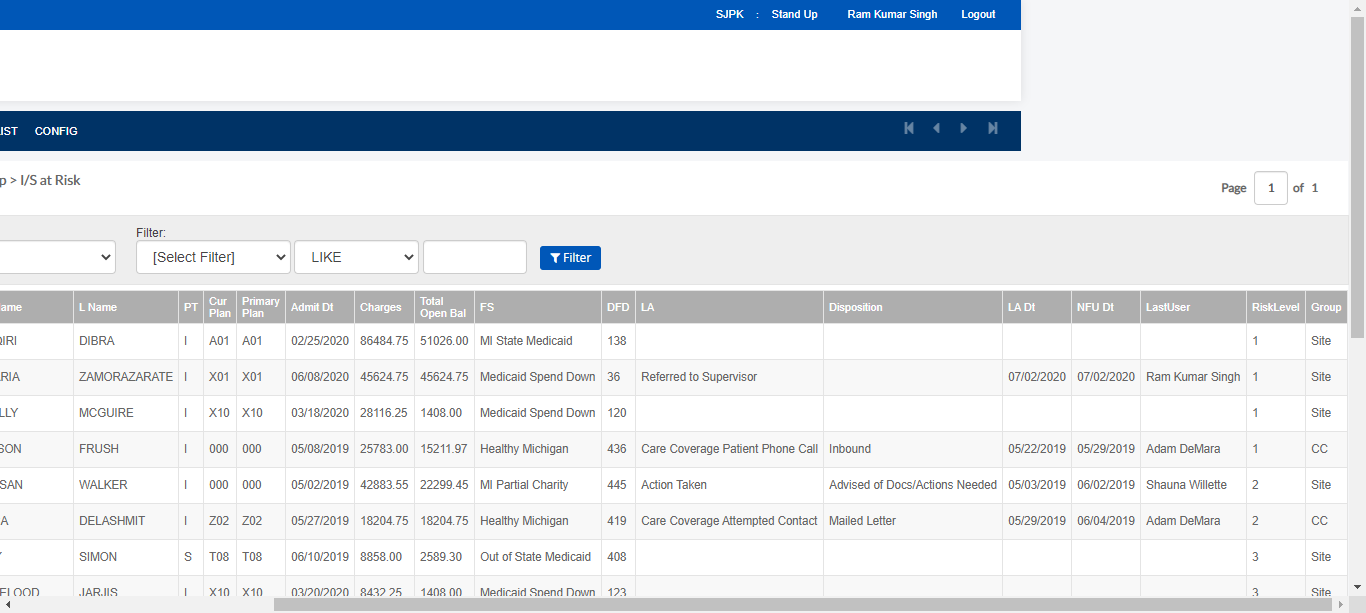 SJPK : Stand Up Ram Kumar Singh Logout
IST CONFIG
p > I/S at Risk
Page 1 of 1
Filter:
[Select Filter] LIKE Filter
ame L Name PT Cur Plan Primary Plan Admit Dt Charges Total Open Bal FS DFD LA Disposition LA Dt NFU Dt LastUser RiskLevel Group
IRI DIBRA I A01 A01 02/25/2020 86484.75 51026.00 MI State Medicaid 138 1 Site
RIA ZAMORAZARATE I X01 X01 06/08/2020 45624.75 45624.75 Medicaid Spend Down 36 Referred to Supervisor 07/02/2020 07/02/2020 Ram Kumar Singh 1 Site
LLY MCGUIRE I X10 X10 03/18/2020 28116.25 1408.00 Medicaid Spend Down 120 1 Site
SON FRUSH I 000 000 05/08/2019 25783.00 15211.97 Healthy Michigan 436 Care Coverage Patient Phone Call Inbound 05/22/2019 05/29/2019 Adam DeMara 1 CC
SAN WALKER I 000 000 05/02/2019 42883.55 22299.45 MI Partial Charity 445 Action Taken Advised of Docs/Actions Needed 05/03/2019 06/02/2019 Shauna Willette 2 Site
A DELASHMIT I Z02 Z02 05/27/2019 18204.75 18204.75 Healthy Michigan 419 Care Coverage Attempted Contact Mailed Letter 05/29/2019 06/04/2019 Adam DeMara 2 CC
SIMON S T08 T08 06/10/2019 8858.00 2589.30 Out of State Medicaid 408 3 Site
ELOOD JARJIS I X10 X10 03/20/2020 8432.25 1408.00 Medicaid Spend Down 123 3 Site